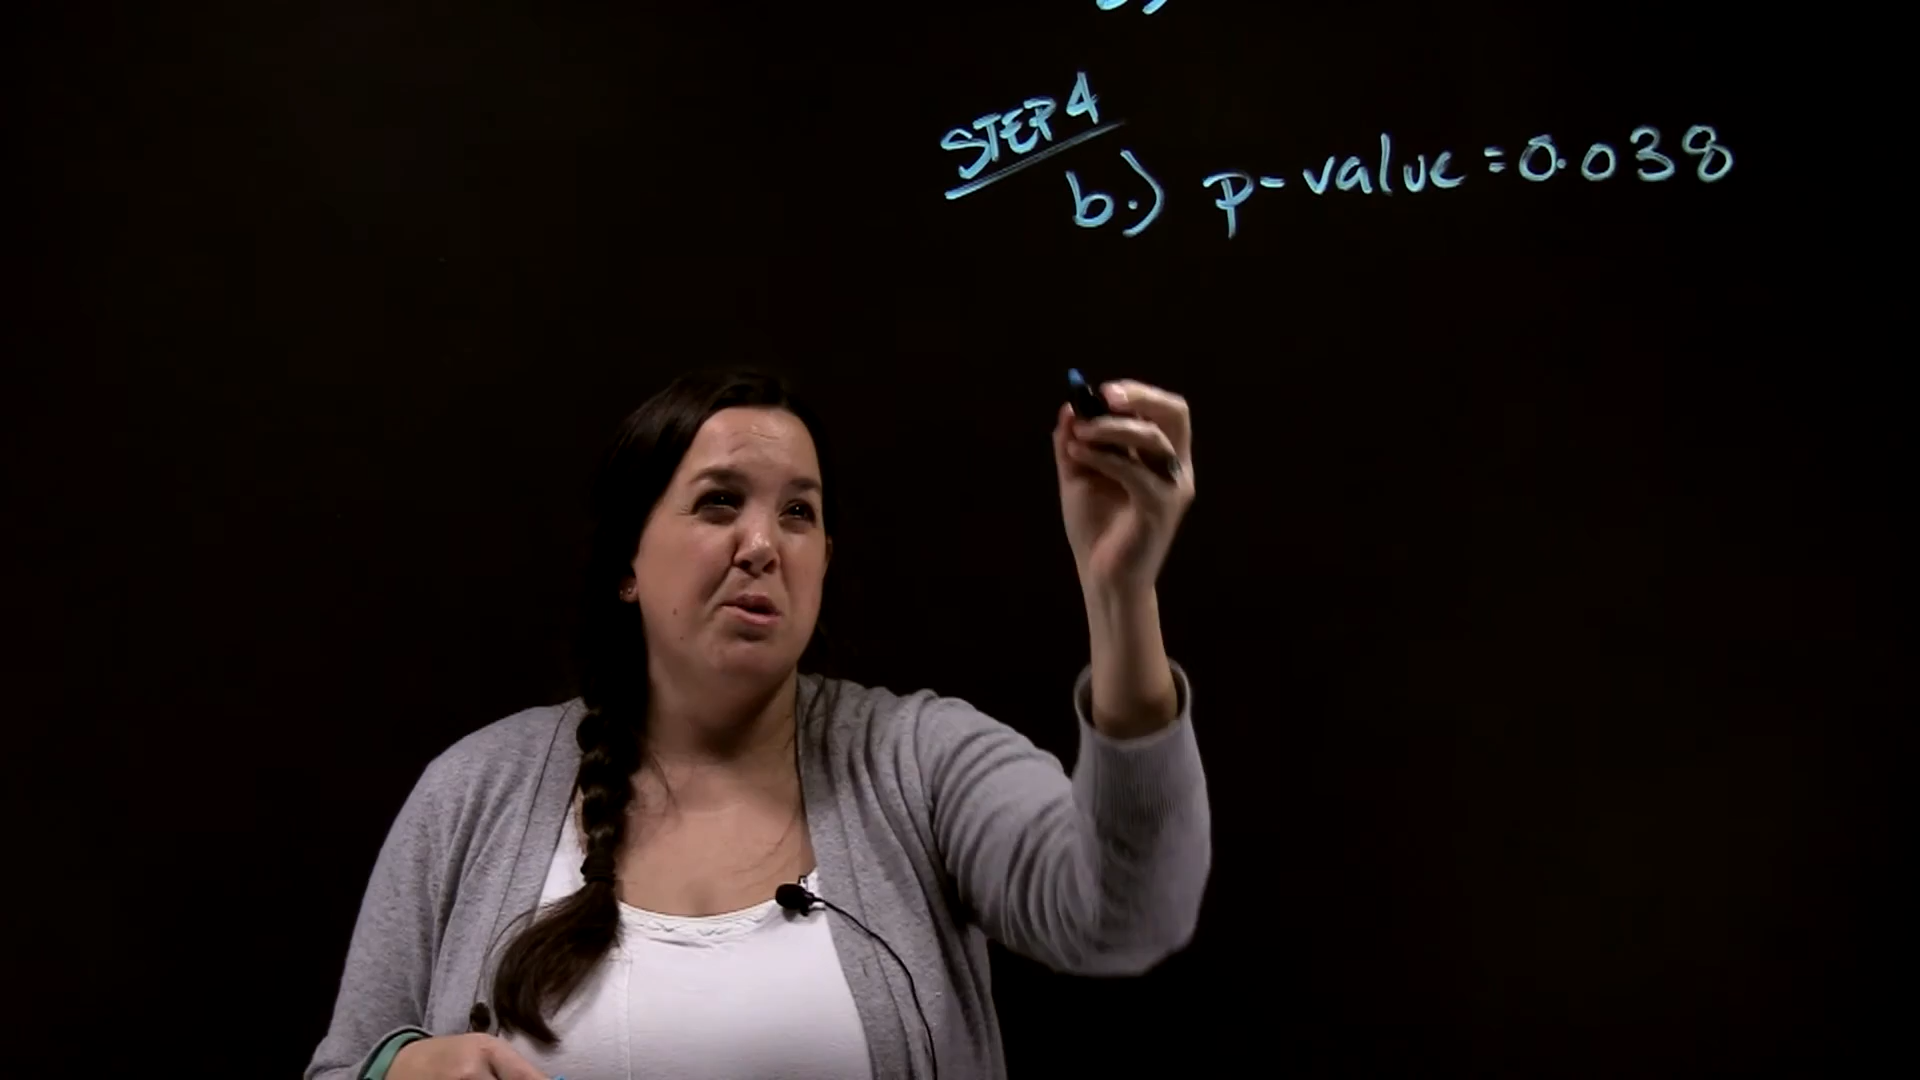 STEP 4
b.) p-value = 0.038